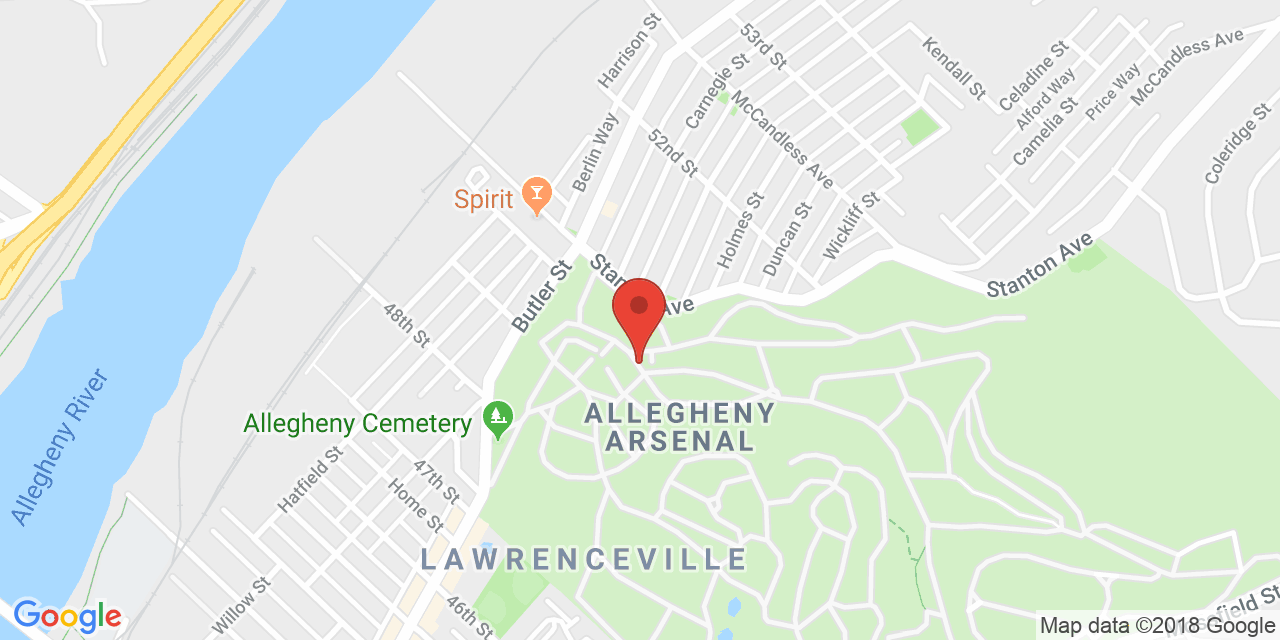 Harrison St
53rd St
Kendall St
Celadine St
McCandless Ave
Carnegie St
Alford Way
Price Way
McCandless Ave
Camelia St
Coleridge St
Berlin Way
52nd St
Spirit
Holmes St
Duncan St
Wickliff St
Stanton Ave
Butler St
Ave
48th St
Allegheny River
Allegheny Cemetery
ALLEGHENY
ARSENAL
Hatfield St
47th St
Home St
LAWRENCEVILLE
Willow St
46th St
Google
Map data ©2018 Google